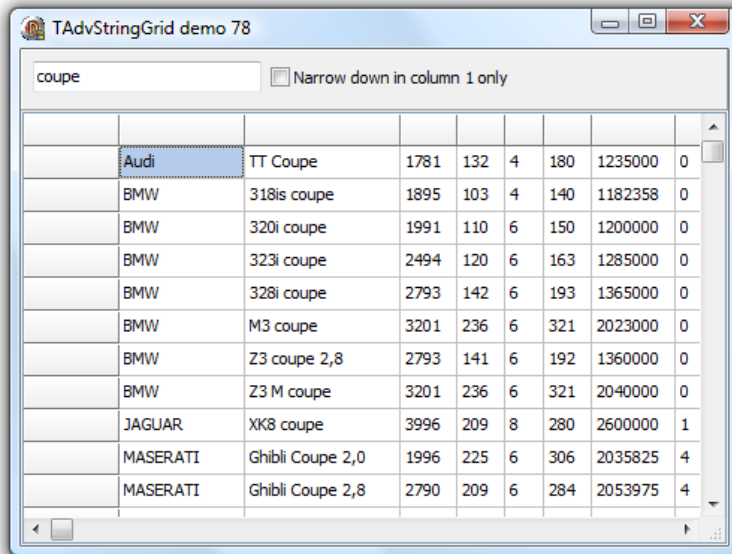 TAdvStringGrid demo 78
coupe Narrow down in column 1 only
Audi TT Coupe 1781 132 4 180 1235000 0
BMW 318is coupe 1895 103 4 140 1182358 0
BMW 320i coupe 1991 110 6 150 1200000 0
BMW 323i coupe 2494 120 6 163 1285000 0
BMW 328i coupe 2793 142 6 193 1365000 0
BMW M3 coupe 3201 236 6 321 2023000 0
BMW Z3 coupe 2,8 2793 141 6 192 1360000 0
BMW Z3 M coupe 3201 236 6 321 2040000 0
JAGUAR XK8 coupe 3996 209 8 280 2600000 1
MASERATI Ghibli Coupe 2,0 1996 225 6 306 2035825 4
MASERATI Ghibli Coupe 2,8 2790 209 6 284 2053975 4